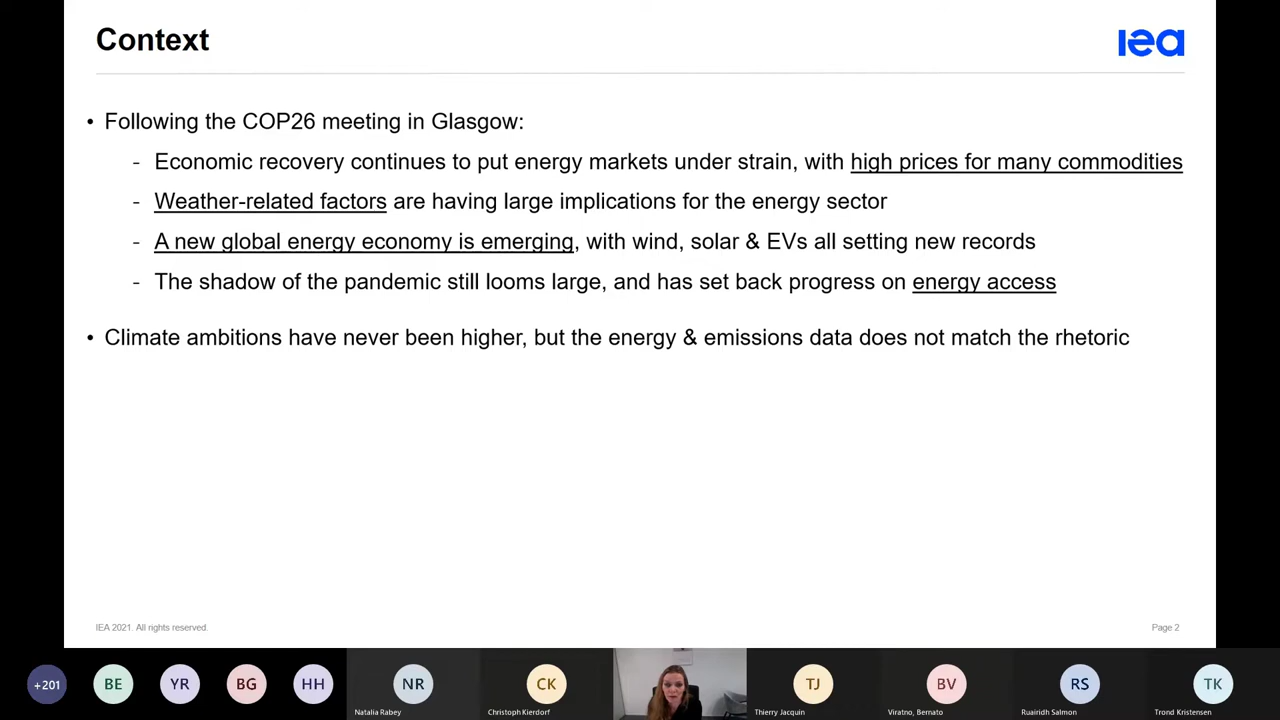 Context
iea
• Following the COP26 meeting in Glasgow:
- Economic recovery continues to put energy markets under strain, with high prices for many commodities
- Weather-related factors are having large implications for the energy sector
- A new global energy economy is emerging, with wind, solar & EVs all setting new records
- The shadow of the pandemic still looms large, and has set back progress on energy access
• Climate ambitions have never been higher, but the energy & emissions data does not match the rhetoric
IEA 2021. All rights reserved.
Page 2
+201
BE
YR
BG
HH
NR
CK
TJ
BV
RS
TK
Natalia Rabey
Christoph Kierdorf
Thierry Jacquin
Viratno, Bernato
Ruairidh Salmon
Trond Kristensen